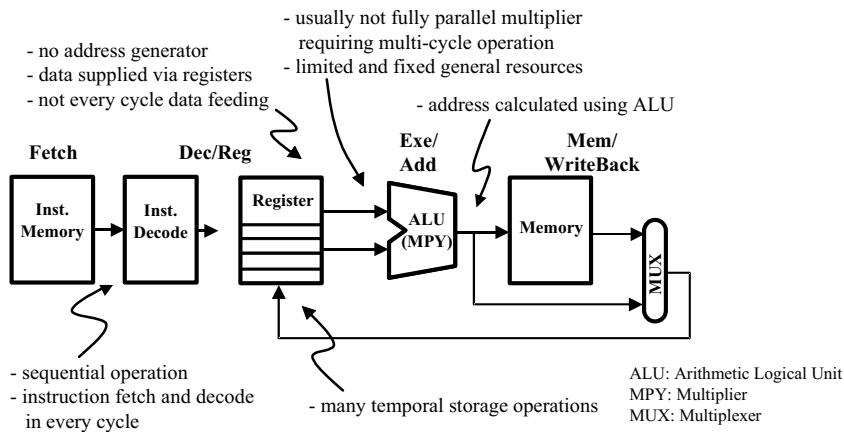 - usually not fully parallel multiplier
requiring multi-cycle operation
- limited and fixed general resources
- no address generator
- data supplied via registers
- not every cycle data feeding
- address calculated using ALU
Fetch
Dec/Reg
Exe/
Add
Mem/
WriteBack
Inst.
Memory
Inst.
Decode
Register
ALU
(MPY)
Memory
MUX
- sequential operation
- instruction fetch and decode
in every cycle
- many temporal storage operations
ALU: Arithmetic Logical Unit
MPY: Multiplier
MUX: Multiplexer